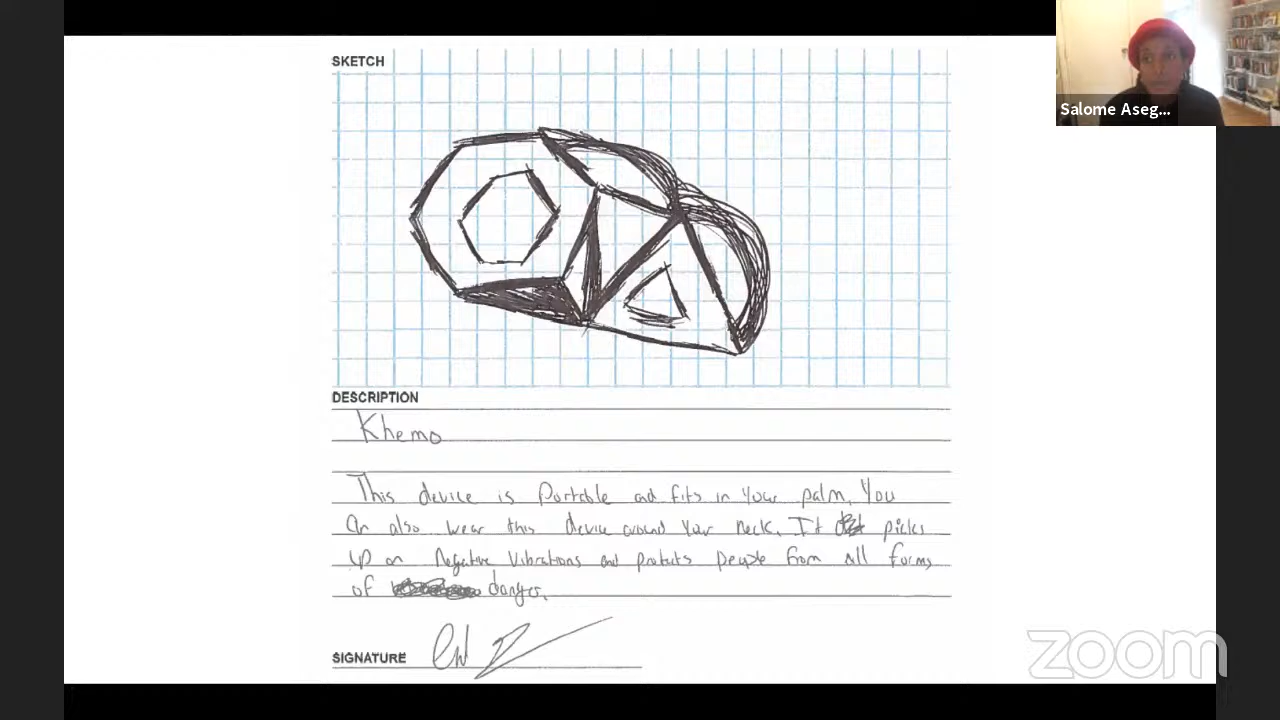 SKETCH
Salome Aseg...
DESCRIPTION
Khemo
This device is Portable and fits in Your palm. You
Can also wear this device around Your neck. It picks
Up on Negative Vibrations and protects people from all forms
of danger.
SIGNATURE
zoom